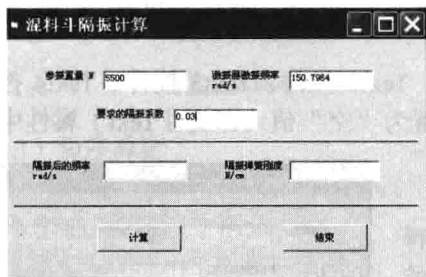 混料斗隔振计算
参振重量 N 5500
激振器激振频率 rad/s 150.7964
要求的隔振系数 0.03
隔振后的频率 rad/s
隔振弹簧刚度 N/cm
计算
结束